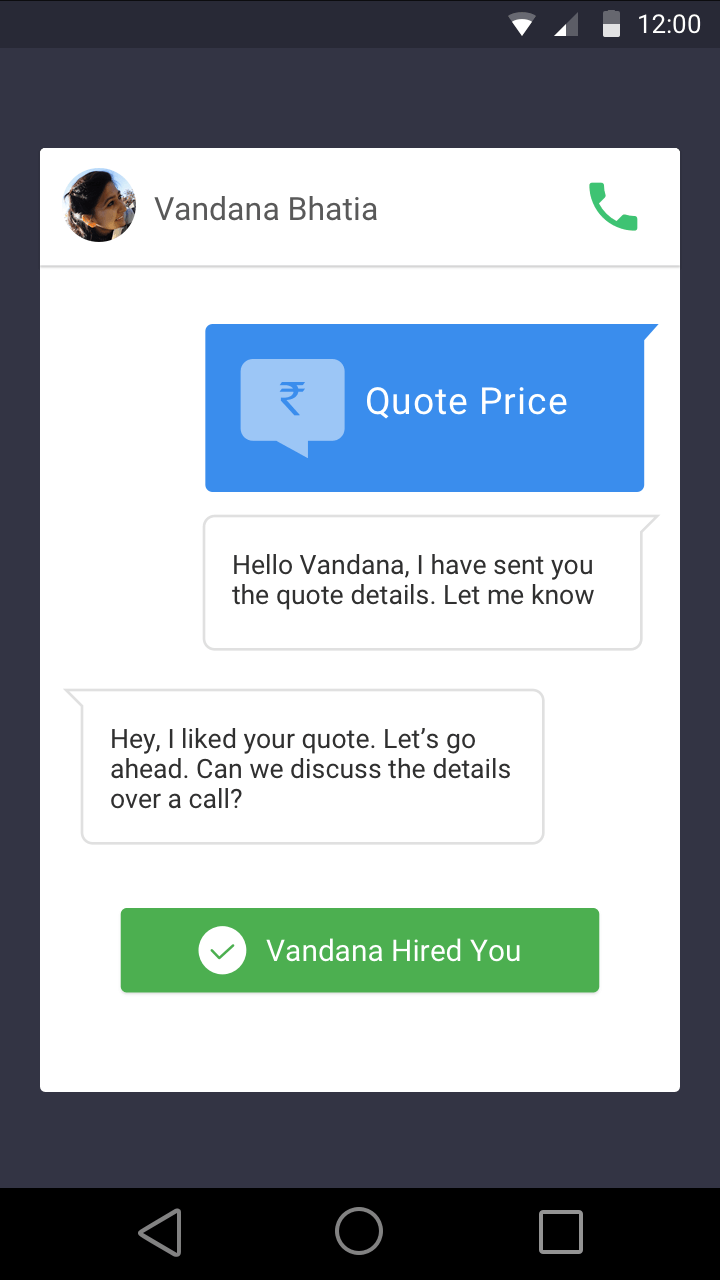 12:00
Vandana Bhatia
₹
Quote Price
Hello Vandana, I have sent you
the quote details. Let me know
Hey, I liked your quote. Let’s go
ahead. Can we discuss the details
over a call?
Vandana Hired You